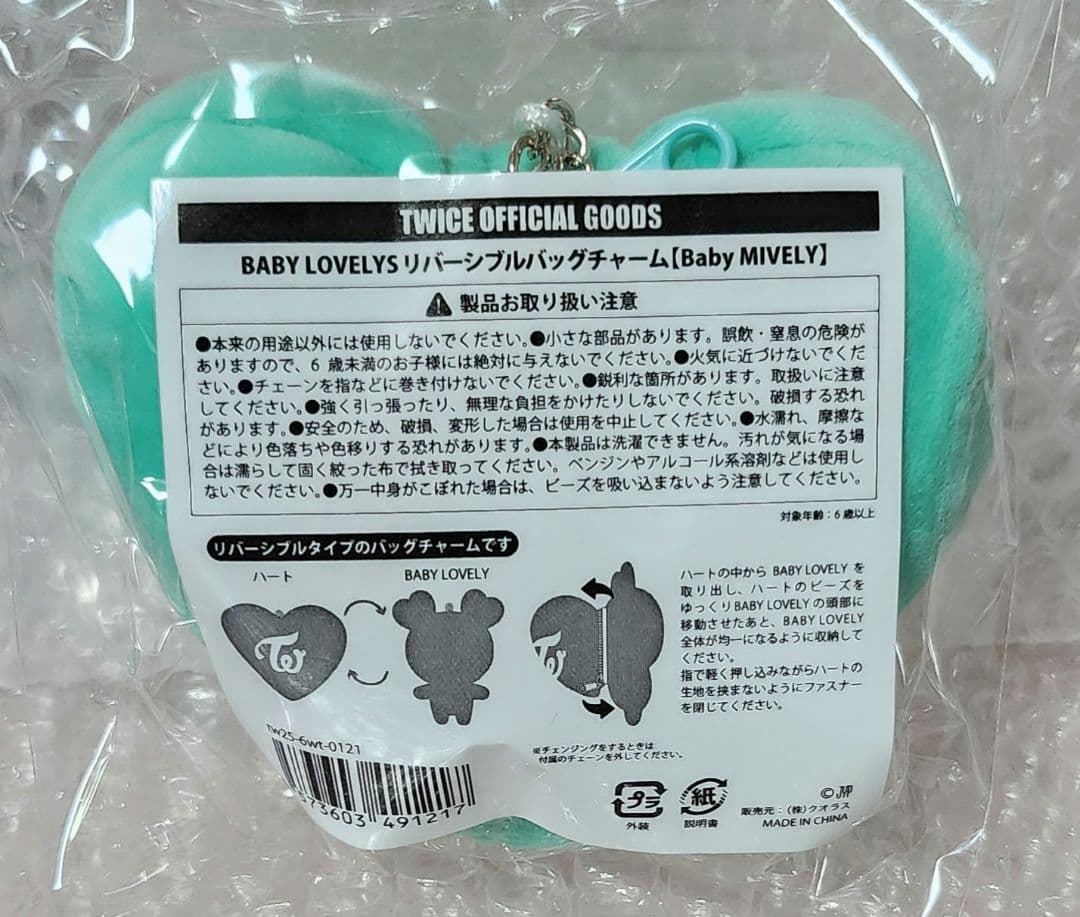 TWICE OFFICIAL GOODS
BABY LOVELYS リバーシブルバッグチャーム【Baby MIVELY】
製品お取り扱い注意
●本来の用途以外には使用しないでください。●小さな部品があります。誤飲・窒息の危険が
ありますので、6 歳未満のお子様には絶対に与えないでください。●火気に近づけないでくだ
さい。●チェーンを指などに巻き付けないでください。●鋭利な箇所があります。取扱いに注意
してください。●強く引っ張ったり、無理な負担をかけたりしないでください。破損する恐れ
があります。●安全のため、破損、変形した場合は使用を中止してください。●水濡れ、摩擦な
どにより色落ちや色移りする恐れがあります。●本製品は洗濯できません。汚れが気になる場
合は濡らして固く絞った布で拭き取ってください。ベンジンやアルコール系溶剤などは使用し
ないでください。●万一中身がこぼれた場合は、ビーズを吸い込まないよう注意してください。
対象年齢：6 歳以上
リバーシブルタイプのバッグチャームです
ハート
BABY LOVELY
ハートの中から BABY LOVELY を
取り出し、ハートのビーズを
ゆっくり BABY LOVELY の頭部に
移動させたあと、BABY LOVELY
全体が均一になるように収納して
ください。
指で軽く押し込みながらハートの
生地を挟まないようにファスナー
を閉じてください。
※チェンジングをするときは
付属のチェーンを外してください。
tw25-6wt-0121
573603 491217
プラ
外装
紙
説明書
©JYP
販売元：(株)クオラス
MADE IN CHINA